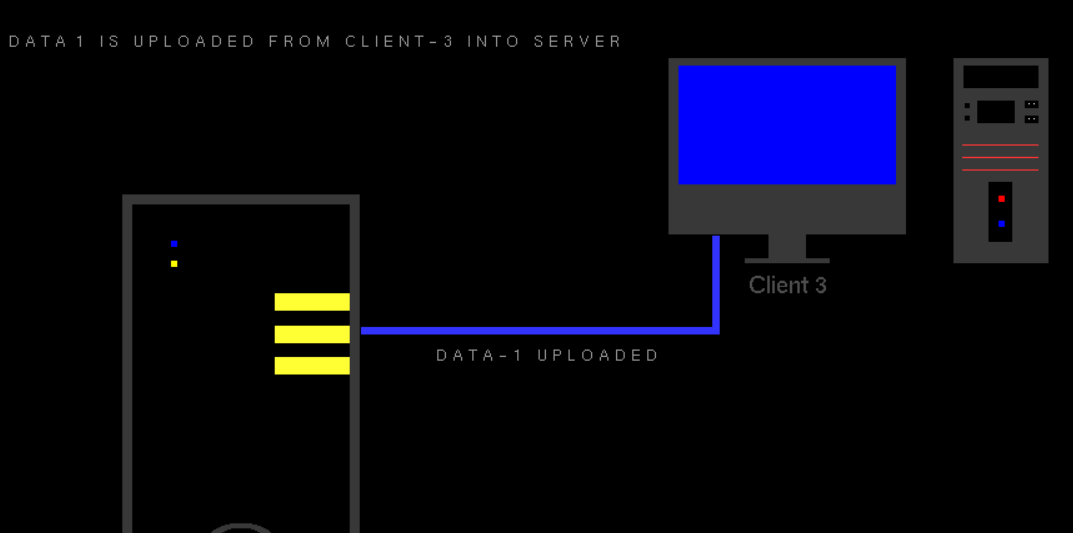 DATA 1 IS UPLOADED FROM CLIENT-3 INTO SERVER
Client 3
DATA-1 UPLOADED